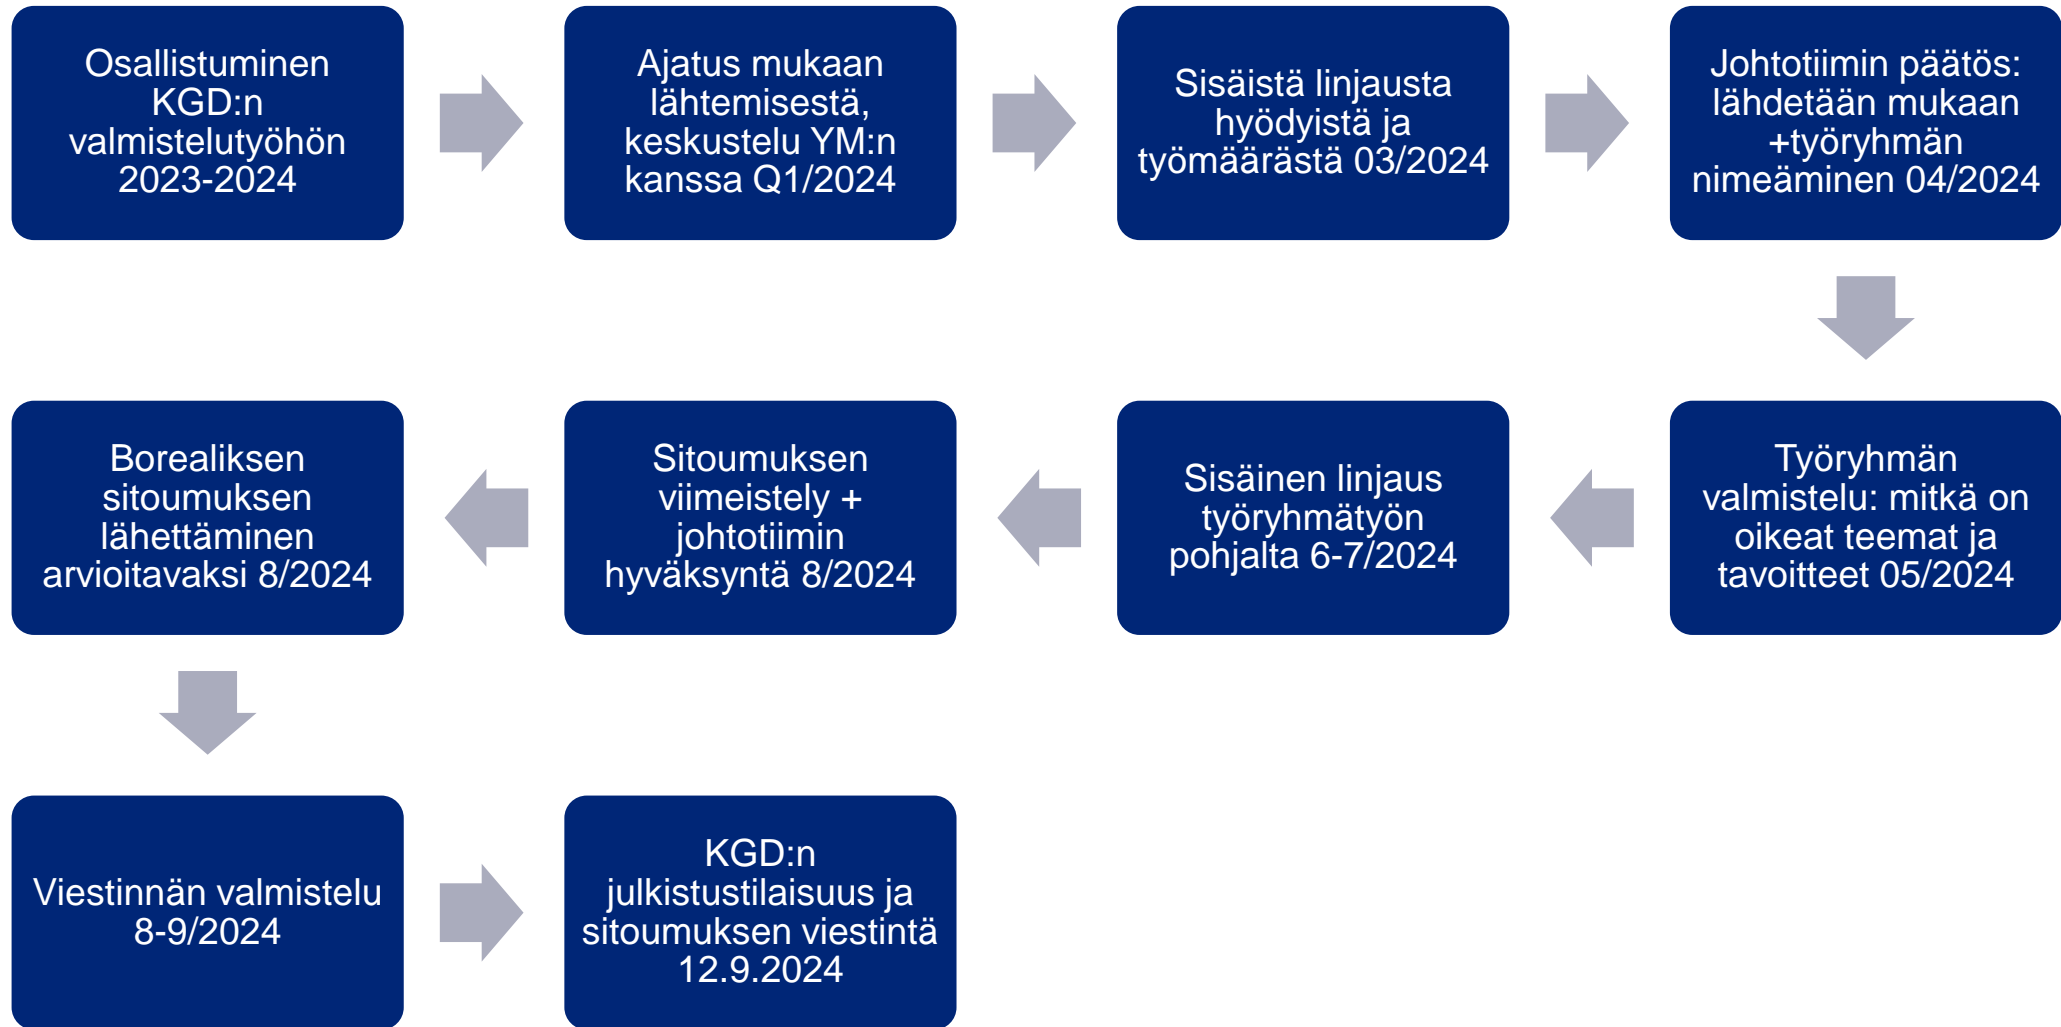 Osallistuminen
KGD:n
valmistelutyöhön
2023-2024
Ajatus mukaan
lähtemisestä,
keskustelu YM:n
kanssa Q1/2024
Sisäistä linjausta
hyödyistä ja
työmäärästä 03/2024
Johtotiimin päätös:
lähdetään mukaan
+työryhmän
nimeäminen 04/2024
Työryhmän
valmistelu: mitkä on
oikeat teemat ja
tavoitteet 05/2024
Sisäinen linjaus
työryhmätyön
pohjalta 6-7/2024
Sitoumuksen
viimeistely +
johtotiimin
hyväksyntä 8/2024
Borealiksen
sitoumuksen
lähettäminen
arvioitavaksi 8/2024
Viestinnän valmistelu
8-9/2024
KGD:n
julkistustilaisuus ja
sitoumuksen viestintä
12.9.2024